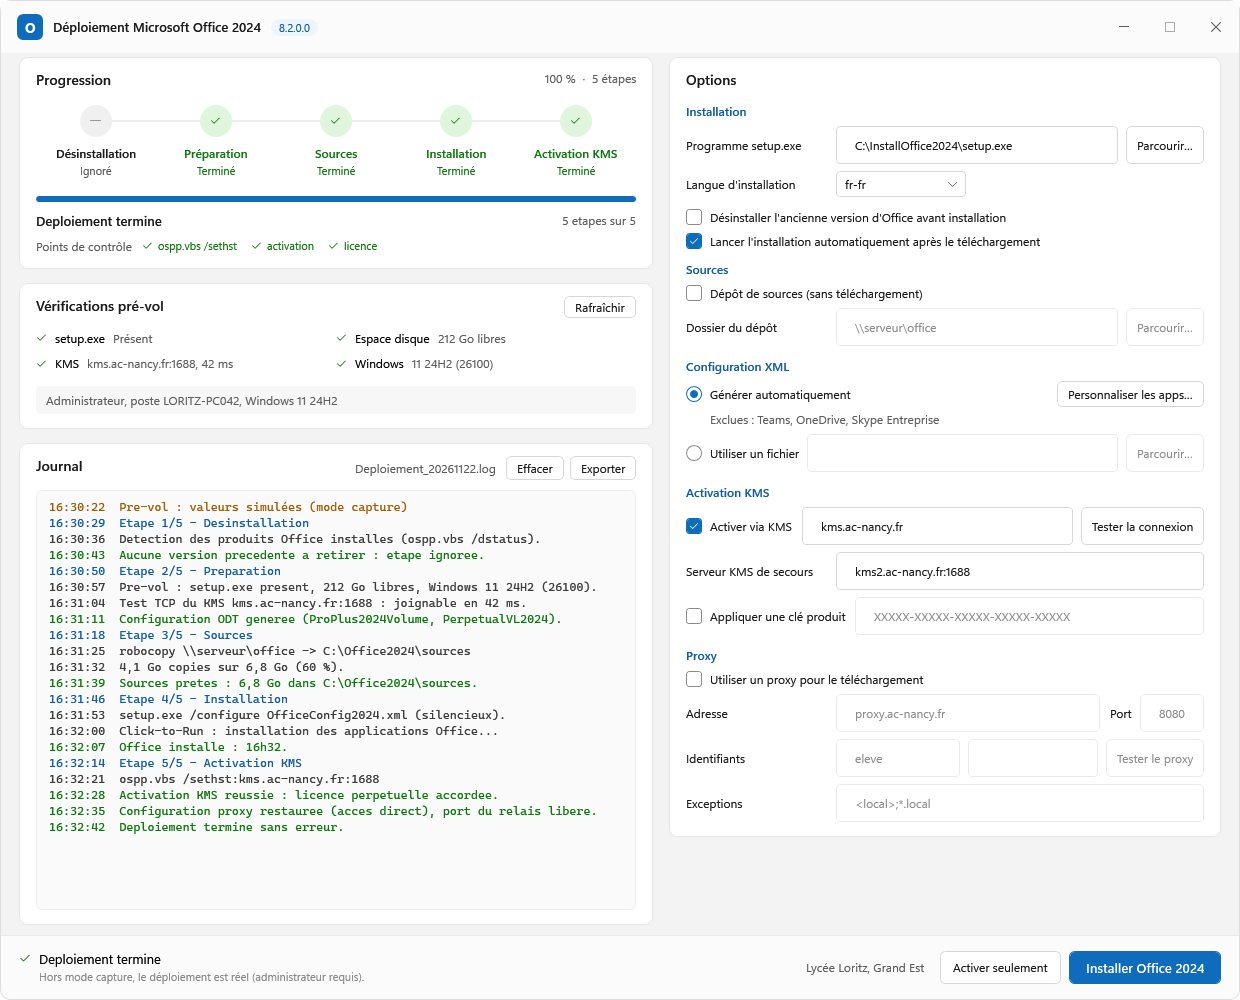 O Déploiement Microsoft Office 2024 8.2.0.0
Progression 100 % · 5 étapes
Désinstallation Préparation Sources Installation Activation KMS
Ignoré Terminé Terminé Terminé Terminé
Deploiement termine 5 etapes sur 5
Points de contrôle ospp.vbs /sethst activation licence
Vérifications pré-vol Rafraîchir
setup.exe Présent Espace disque 212 Go libres
KMS kms.ac-nancy.fr:1688, 42 ms Windows 11 24H2 (26100)
Administrateur, poste LORITZ-PC042, Windows 11 24H2
Journal Deploiement_20261122.log Effacer Exporter
16:30:22 Pre-vol : valeurs simulées (mode capture)
16:30:29 Etape 1/5 - Desinstallation
16:30:36 Detection des produits Office installes (ospp.vbs /dstatus).
16:30:43 Aucune version precedente a retirer : etape ignoree.
16:30:50 Etape 2/5 - Preparation
16:30:57 Pre-vol : setup.exe present, 212 Go libres, Windows 11 24H2 (26100).
16:31:04 Test TCP du KMS kms.ac-nancy.fr:1688 : joignable en 42 ms.
16:31:11 Configuration ODT generee (ProPlus2024Volume, PerpetualVL2024).
16:31:18 Etape 3/5 - Sources
16:31:25 robocopy \\serveur\office -> C:\Office2024\sources
16:31:32 4,1 Go copies sur 6,8 Go (60 %).
16:31:39 Sources pretes : 6,8 Go dans C:\Office2024\sources.
16:31:46 Etape 4/5 - Installation
16:31:53 setup.exe /configure OfficeConfig2024.xml (silencieux).
16:32:00 Click-to-Run : installation des applications Office...
16:32:07 Office installe : 16h32.
16:32:14 Etape 5/5 - Activation KMS
16:32:21 ospp.vbs /sethst:kms.ac-nancy.fr:1688
16:32:28 Activation KMS reussie : licence perpetuelle accordee.
16:32:35 Configuration proxy restauree (acces direct), port du relais libere.
16:32:42 Deploiement termine sans erreur.
Options
Installation
Programme setup.exe C:\InstallOffice2024\setup.exe Parcourir...
Langue d'installation fr-fr
Désinstaller l'ancienne version d'Office avant installation
Lancer l'installation automatiquement après le téléchargement
Sources
Dépôt de sources (sans téléchargement)
Dossier du dépôt \\serveur\office Parcourir...
Configuration XML
Générer automatiquement Personnaliser les apps...
Exclues : Teams, OneDrive, Skype Entreprise
Utiliser un fichier Parcourir...
Activation KMS
Activer via KMS kms.ac-nancy.fr Tester la connexion
Serveur KMS de secours kms2.ac-nancy.fr:1688
Appliquer une clé produit XXXXX-XXXXX-XXXXX-XXXXX-XXXXX
Proxy
Utiliser un proxy pour le téléchargement
Adresse proxy.ac-nancy.fr Port 8080
Identifiants eleve Tester le proxy
Exceptions <local>;*.local
Deploiement termine
Hors mode capture, le déploiement est réel (administrateur requis).
Lycée Loritz, Grand Est Activer seulement Installer Office 2024